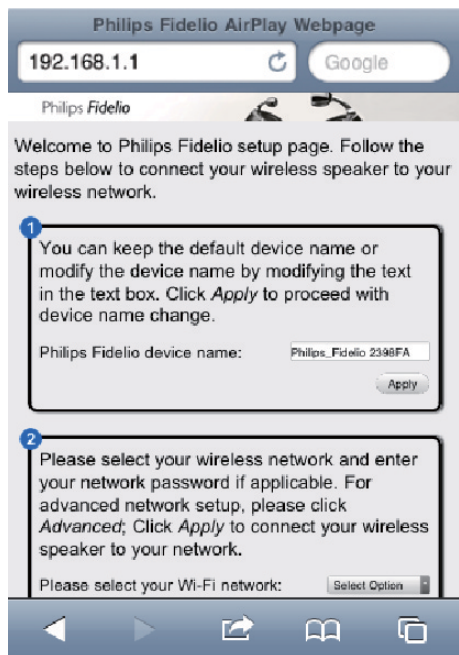 Philips Fidelio AirPlay Webpage
192.168.1.1
Google
Philips Fidelio
Welcome to Philips Fidelio setup page. Follow the
steps below to connect your wireless speaker to your
wireless network.
1
You can keep the default device name or
modify the device name by modifying the text
in the text box. Click Apply to proceed with
device name change.
Philips Fidelio device name: Philips_Fidelio 2398FA
Apply
2
Please select your wireless network and enter
your network password if applicable. For
advanced network setup, please click
Advanced; Click Apply to connect your wireless
speaker to your network.
Please select your Wi-Fi network: Select Option